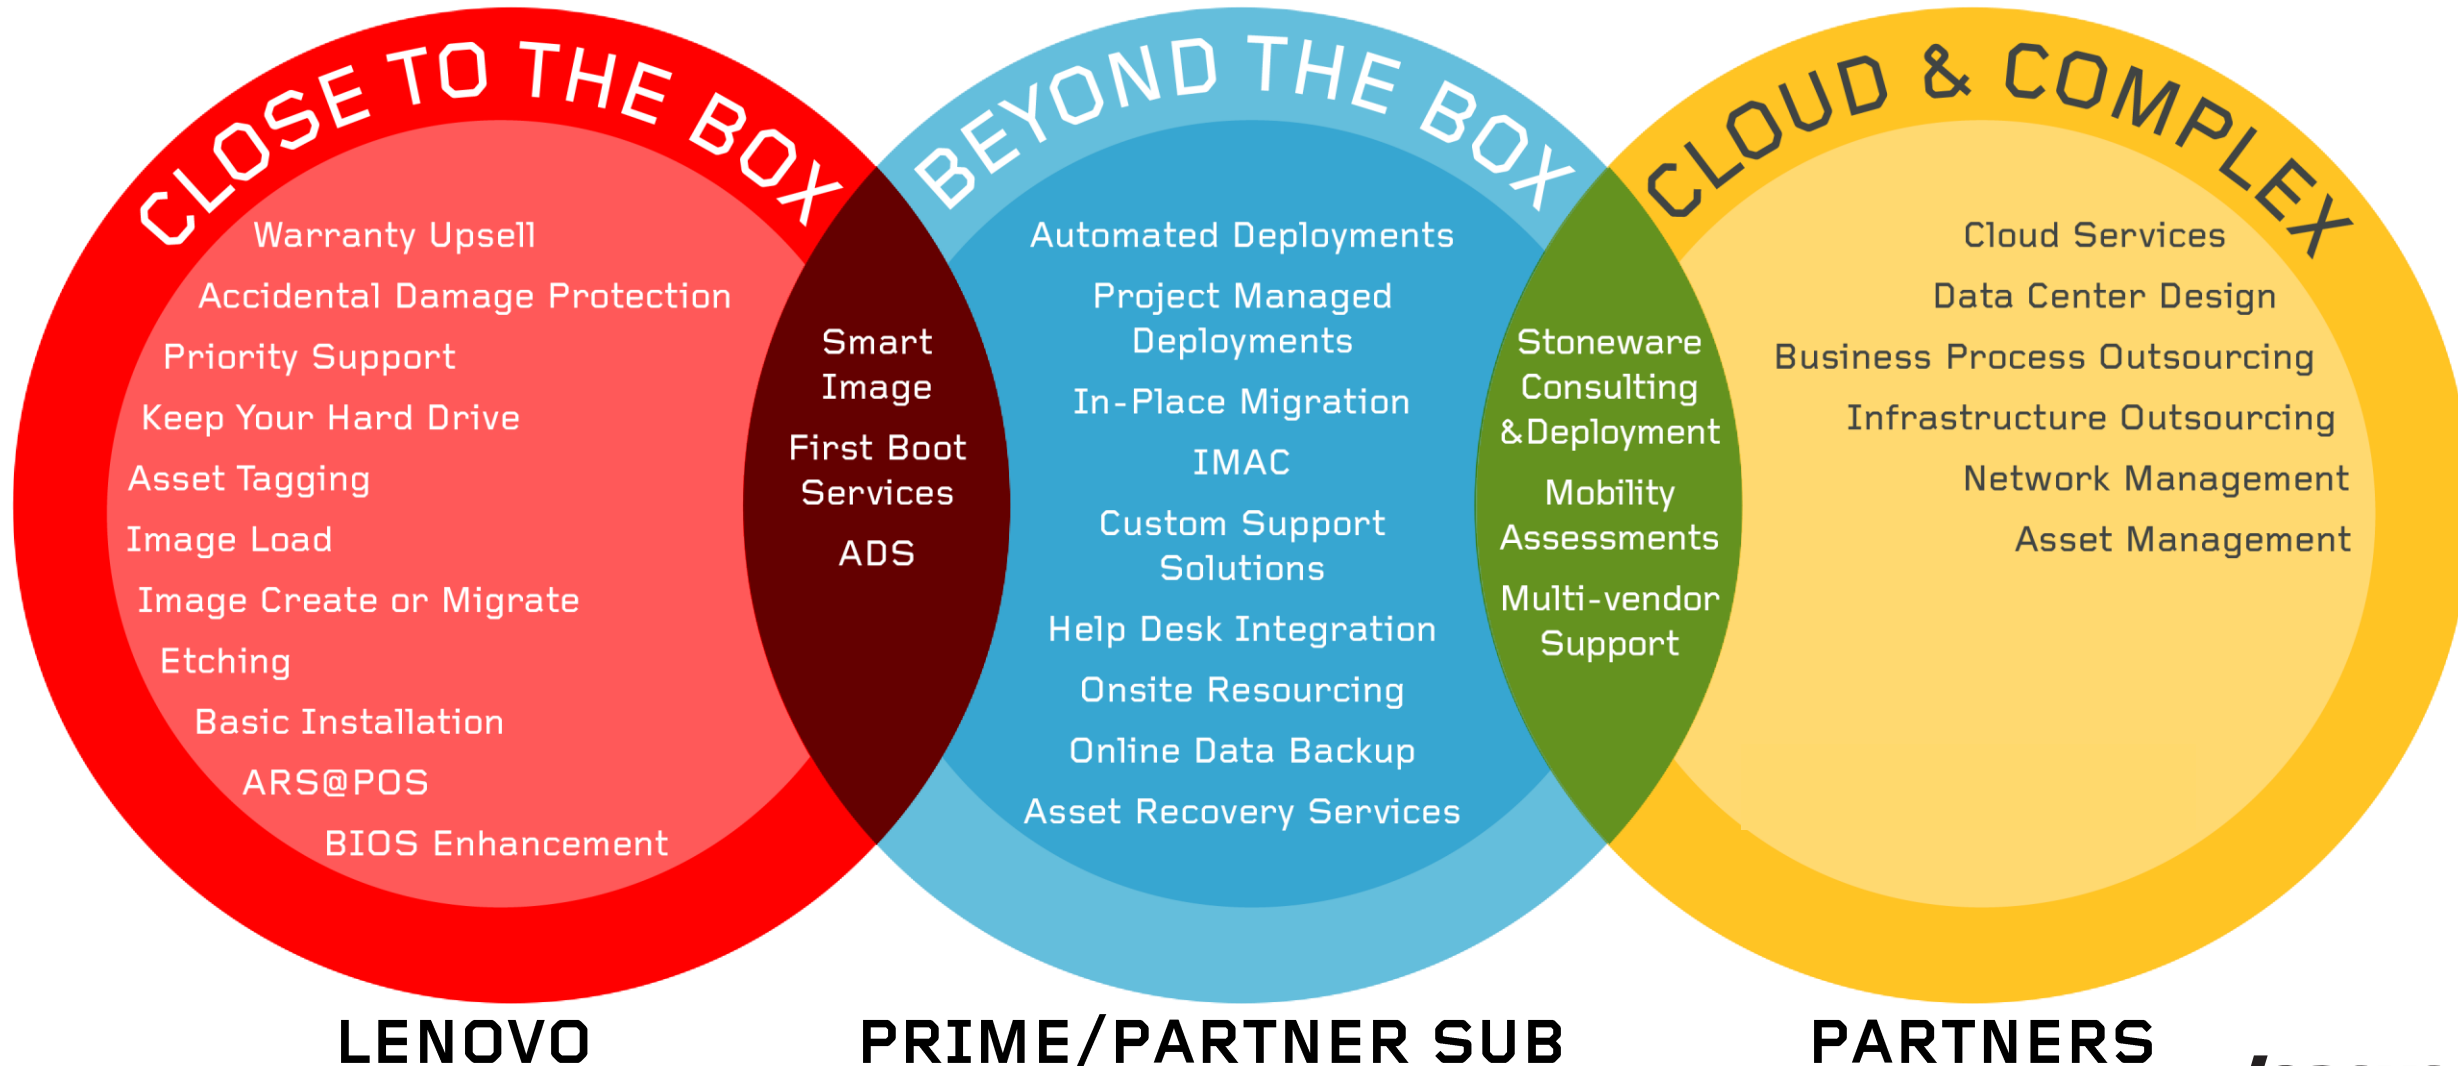 CLOSE TO THE BOX
Warranty Upsell
Accidental Damage Protection
Priority Support
Keep Your Hard Drive
Asset Tagging
Image Load
Image Create or Migrate
Etching
Basic Installation
ARS@POS
BIOS Enhancement
Smart
Image
First Boot
Services
ADS
BEYOND THE BOX
Automated Deployments
Project Managed
Deployments
In-Place Migration
IMAC
Custom Support
Solutions
Help Desk Integration
Onsite Resourcing
Online Data Backup
Asset Recovery Services
Stoneware
Consulting
&Deployment
Mobility
Assessments
Multi-vendor
Support
CLOUD & COMPLEX
Cloud Services
Data Center Design
Business Process Outsourcing
Infrastructure Outsourcing
Network Management
Asset Management
LENOVO
PRIME/PARTNER SUB
PARTNERS